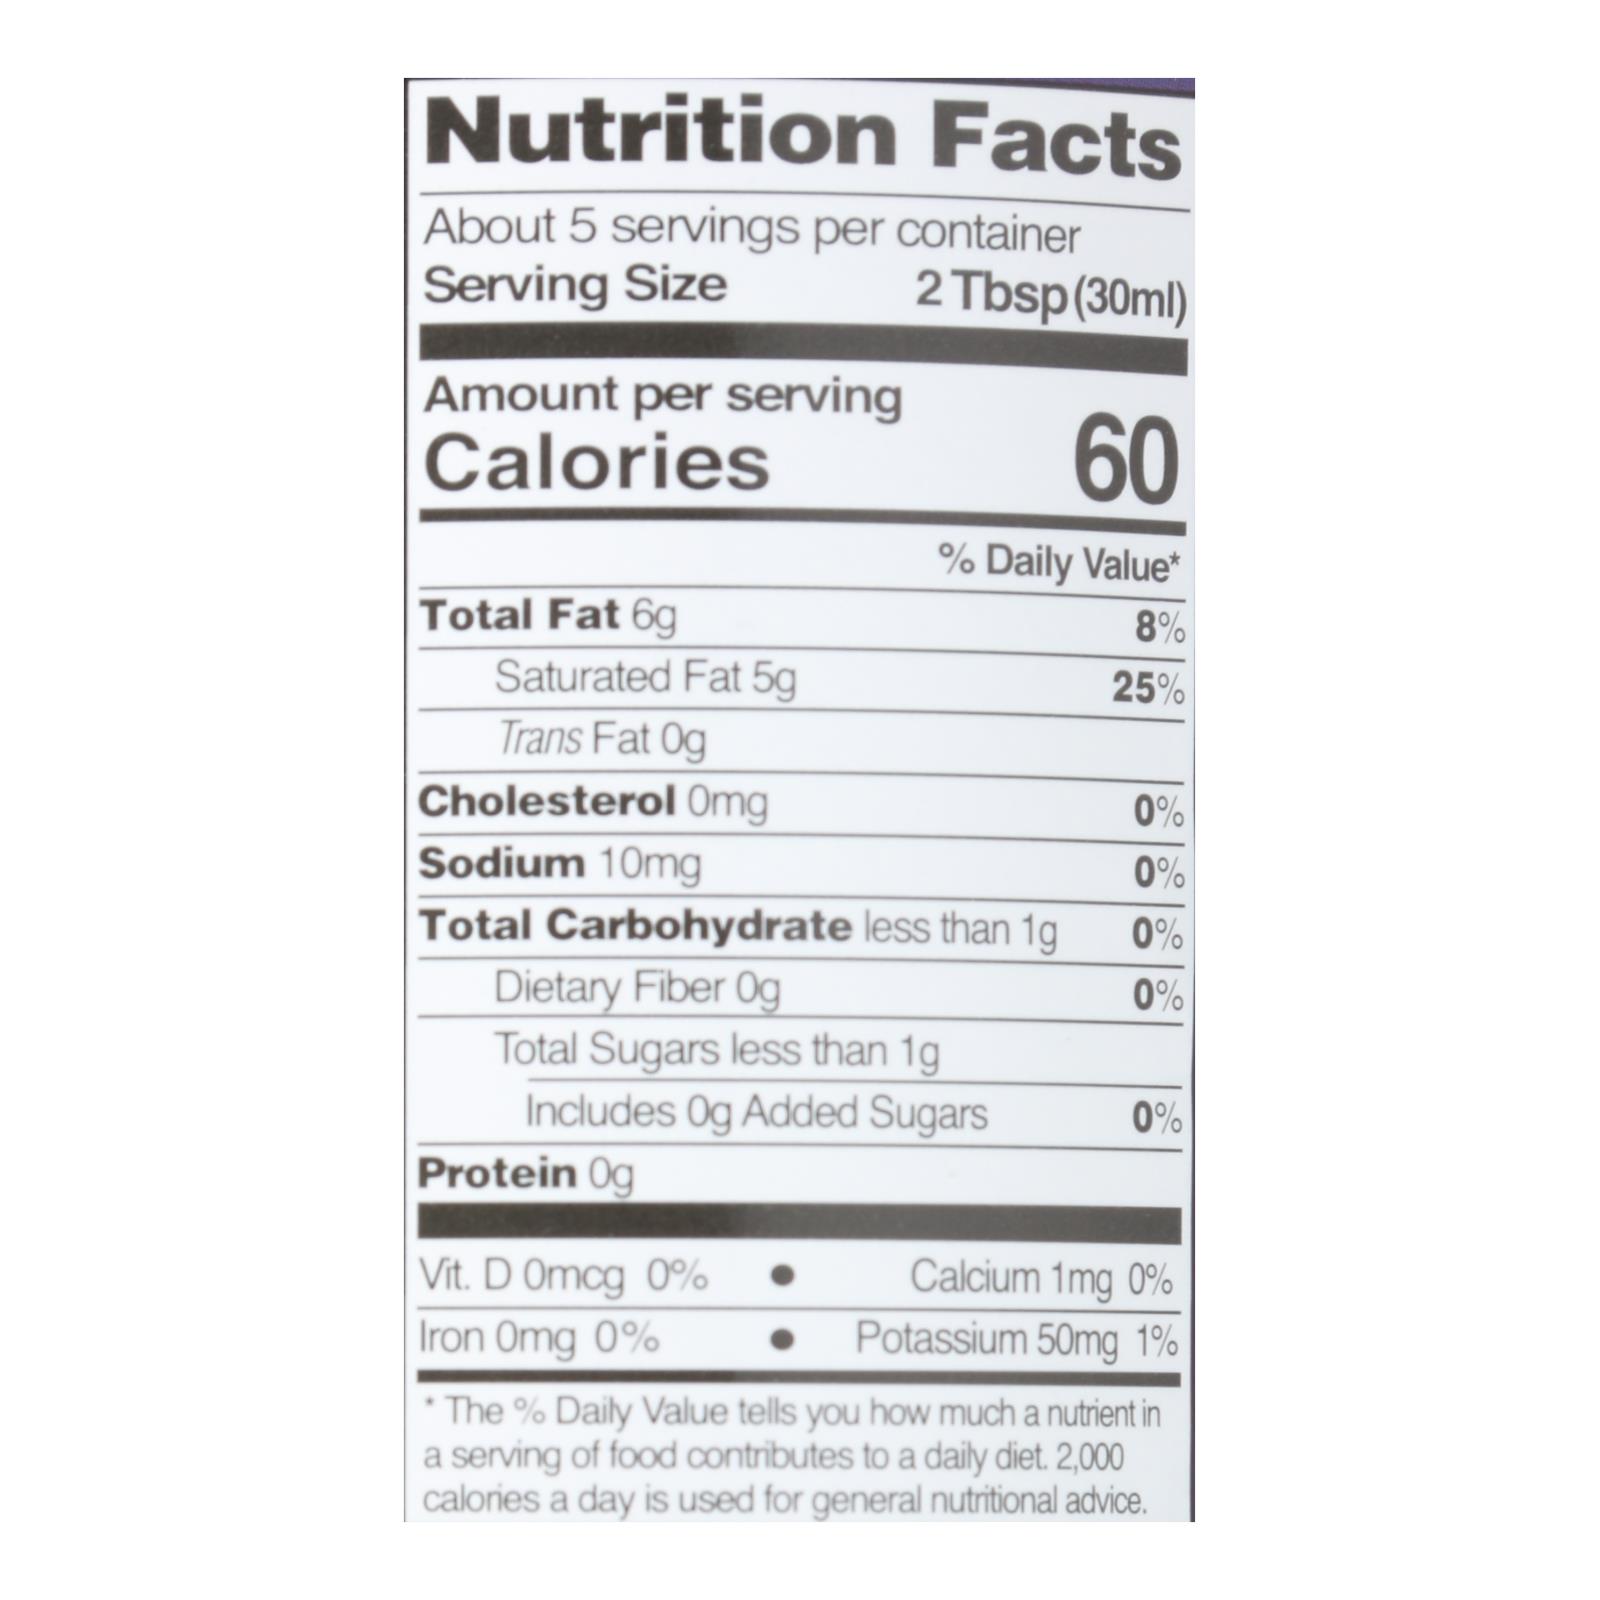 Nutrition Facts
About 5 servings per container
Serving Size 2 Tbsp (30ml)
Amount per serving
Calories 60
% Daily Value*
Total Fat 6g 8%
Saturated Fat 5g 25%
Trans Fat 0g
Cholesterol 0mg 0%
Sodium 10mg 0%
Total Carbohydrate less than 1g 0%
Dietary Fiber 0g 0%
Total Sugars less than 1g
Includes 0g Added Sugars 0%
Protein 0g
Vit. D 0mcg 0% ● Calcium 1mg 0%
Iron 0mg 0% ● Potassium 50mg 1%
* The % Daily Value tells you how much a nutrient in
a serving of food contributes to a daily diet. 2,000
calories a day is used for general nutritional advice.